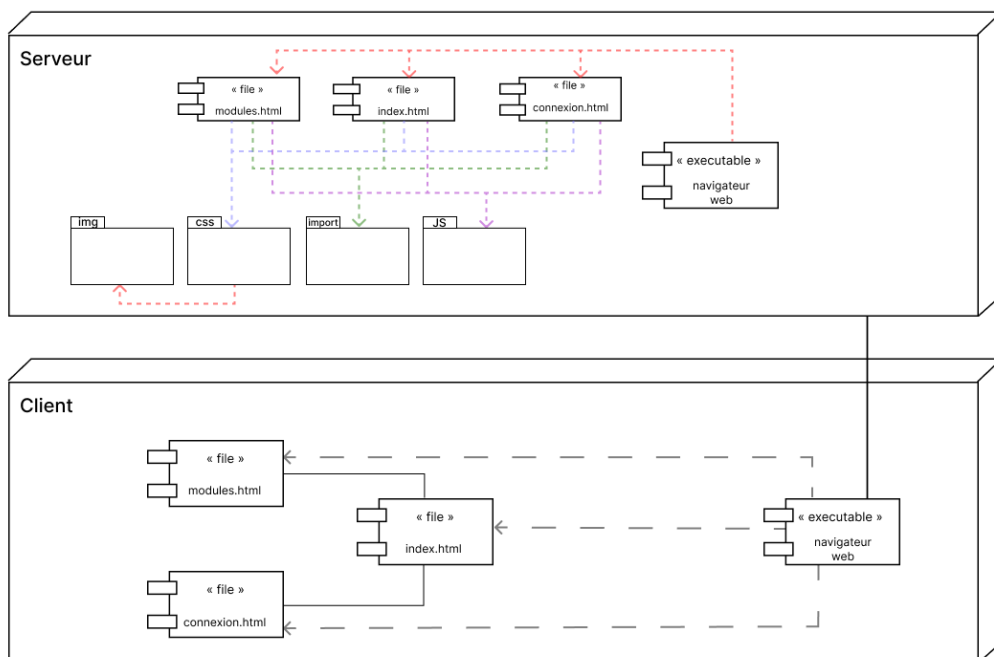 Serveur
« file »
modules.html
« file »
index.html
« file »
connexion.html
« executable »
navigateur
web
img
css
import
JS
Client
« file »
modules.html
« file »
index.html
« executable »
navigateur
web
« file »
connexion.html